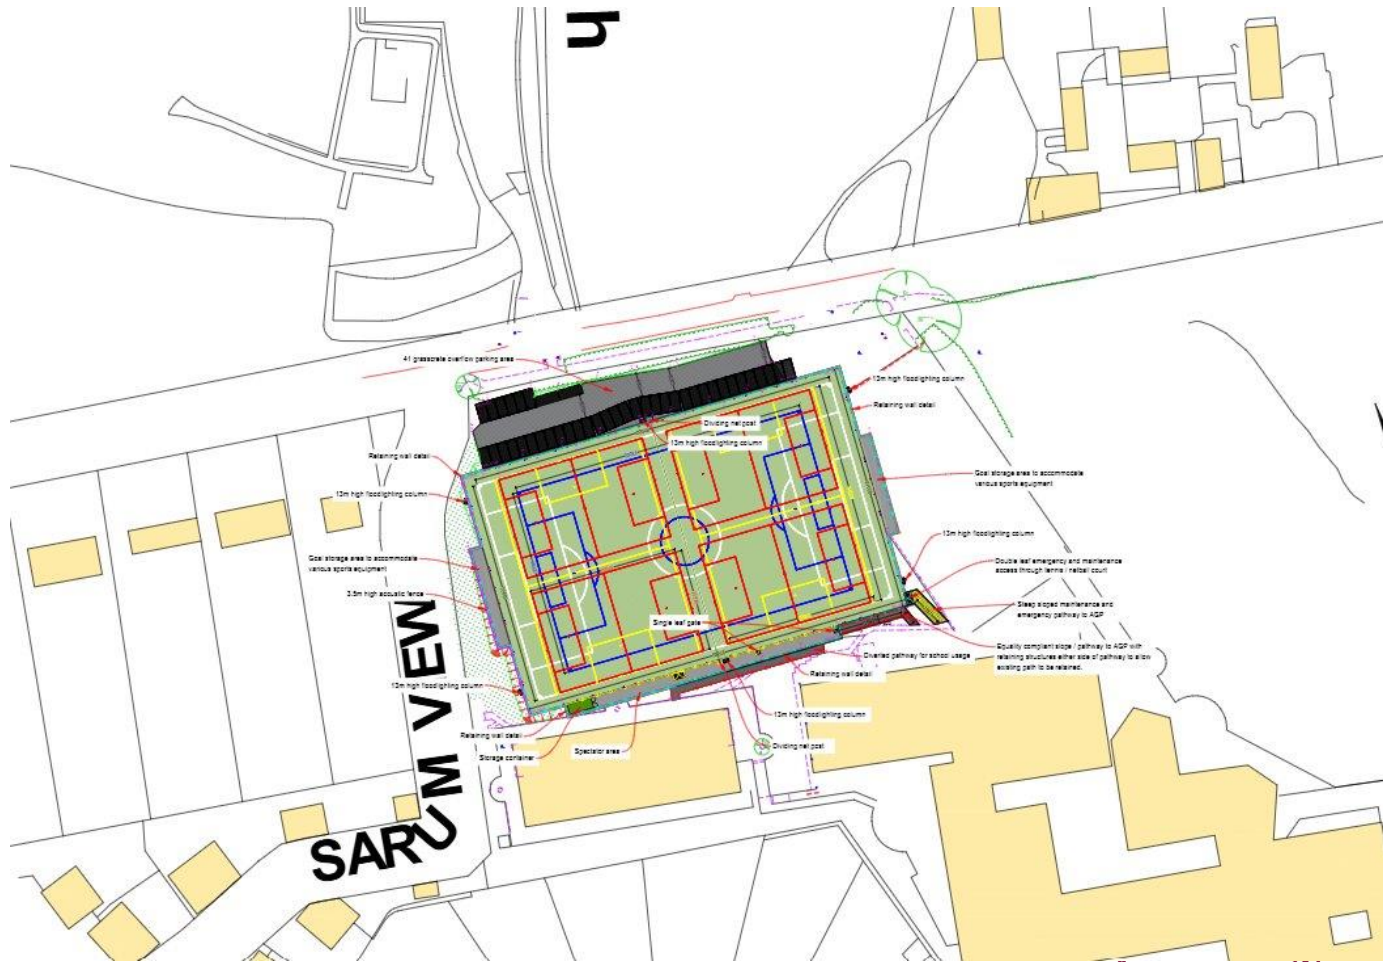 h
41 grasscrete overflow parking area
13m high floodlighting column
Retaining wall detail
Dividing net post
13m high floodlighting column
Retaining wall detail
13m high floodlighting column
Goal storage area to accommodate
various sports equipment
13m high floodlighting column
Goal storage area to accommodate
various sports equipment
Double leaf emergency and maintenance
access through tennis / netball court
3.5m high acoustic fence
Steep sloped maintenance and
emergency pathway to AGP
Single leaf gate
Equality compliant slope / pathway to AGP with
retaining structures either side of pathway to allow
existing path to be retained.
Diverted pathway for school usage
Retaining wall detail
13m high floodlighting column
13m high floodlighting column
Retaining wall detail
Dividing net post
Spectator area
Storage container
SARUM VIEW